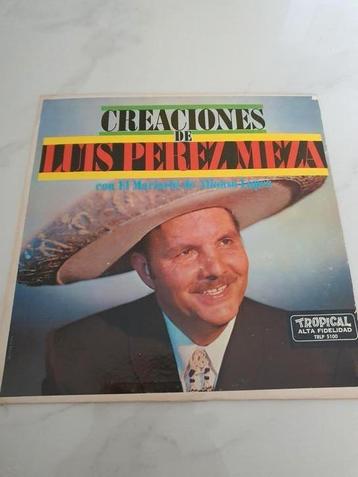 CREACIONES
DE
LUIS PEREZ MEZA
con El Mariachi de Alfonso López
TROPICAL
ALTA FIDELIDAD
TRLP 5100